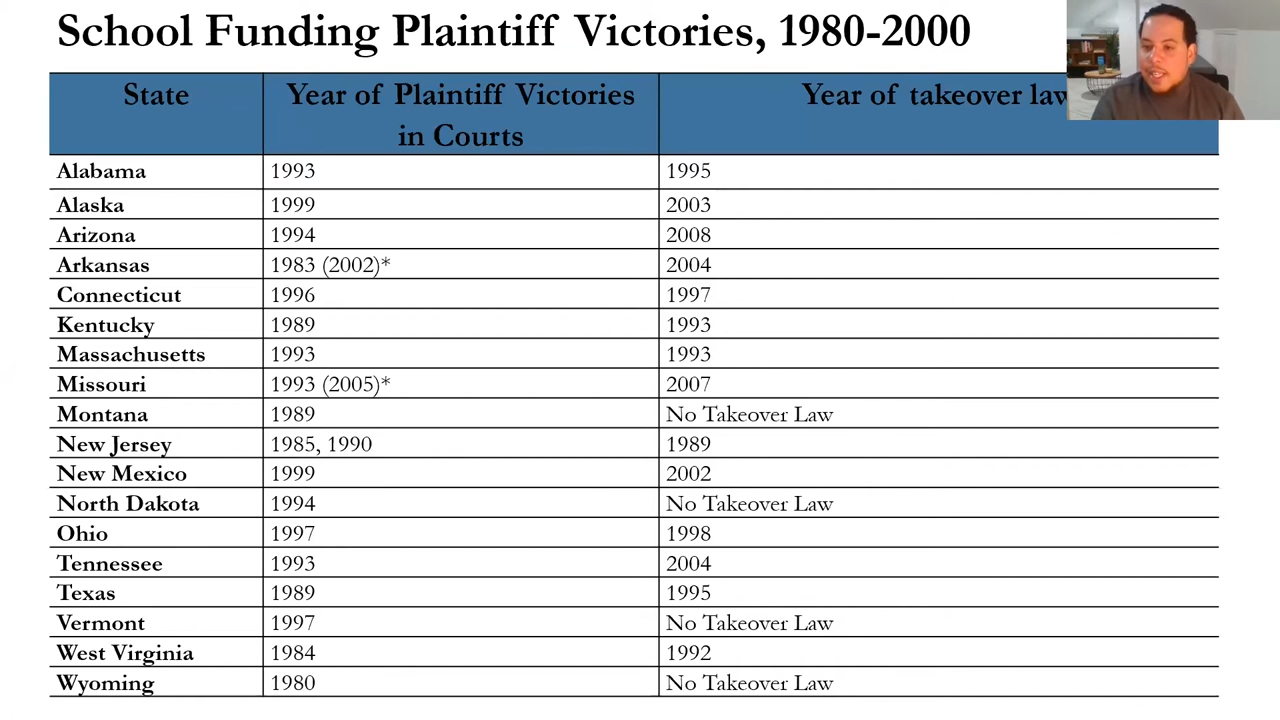 School Funding Plaintiff Victories, 1980-2000
State Year of Plaintiff Victories Year of takeover law
in Courts
Alabama 1993 1995
Alaska 1999 2003
Arizona 1994 2008
Arkansas 1983 (2002)* 2004
Connecticut 1996 1997
Kentucky 1989 1993
Massachusetts 1993 1993
Missouri 1993 (2005)* 2007
Montana 1989 No Takeover Law
New Jersey 1985, 1990 1989
New Mexico 1999 2002
North Dakota 1994 No Takeover Law
Ohio 1997 1998
Tennessee 1993 2004
Texas 1989 1995
Vermont 1997 No Takeover Law
West Virginia 1984 1992
Wyoming 1980 No Takeover Law